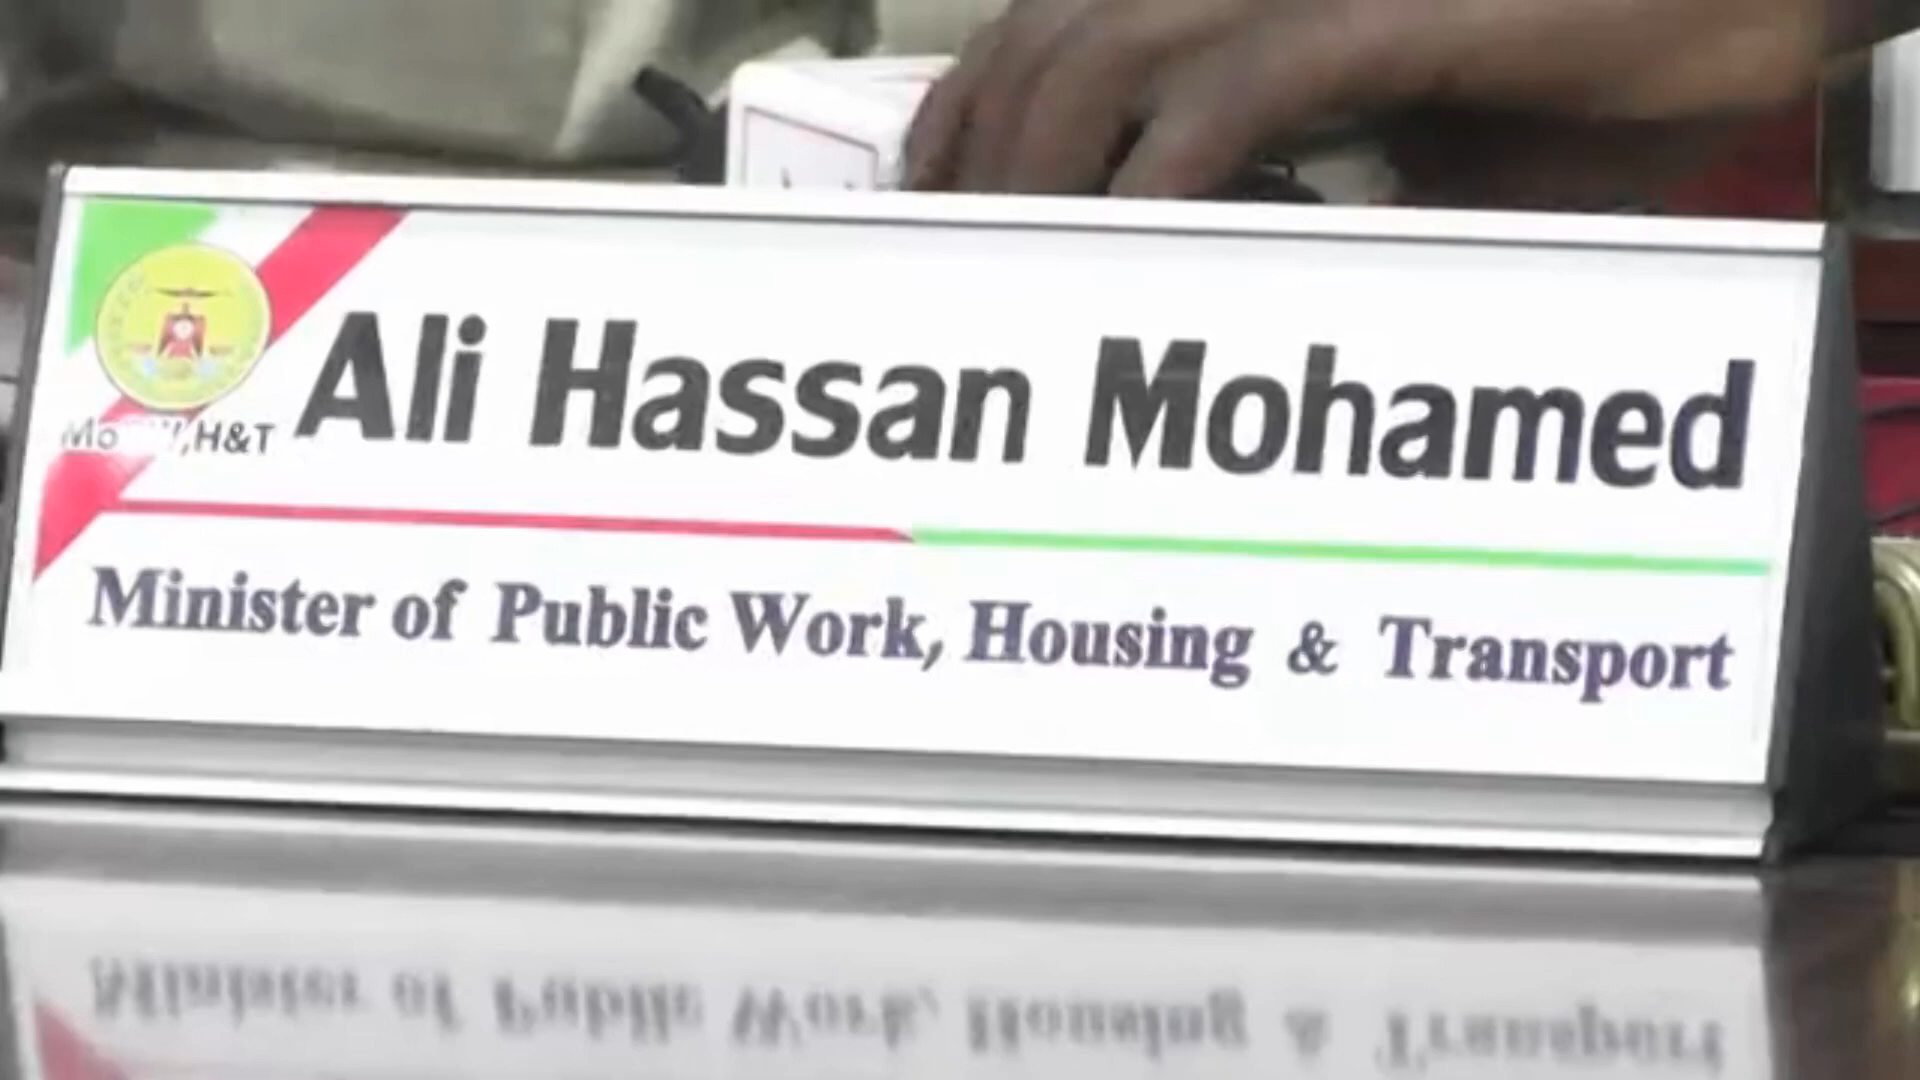 Ali Hassan Mohamed
H&T
Minister of Public Work, Housing & Transport